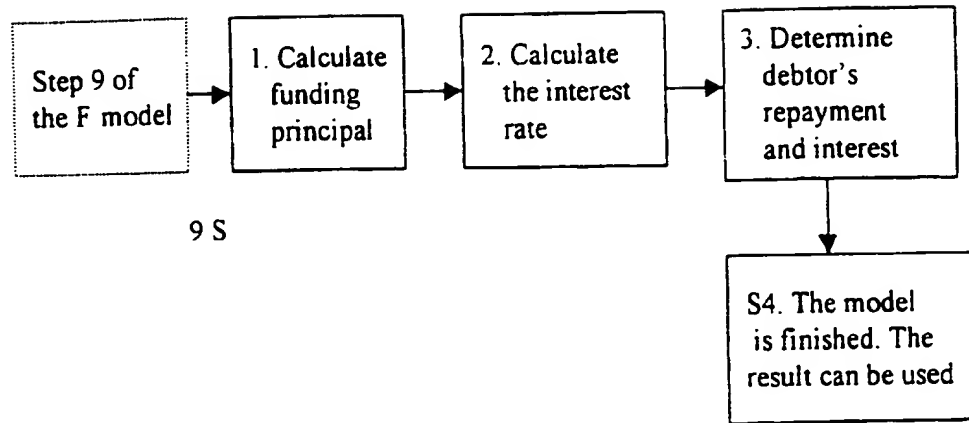 Step 9 of
the F model
1. Calculate
funding
principal
2. Calculate
the interest
rate
3. Determine
debtor's
repayment
and interest
9 S
S4. The model
is finished. The
result can be used